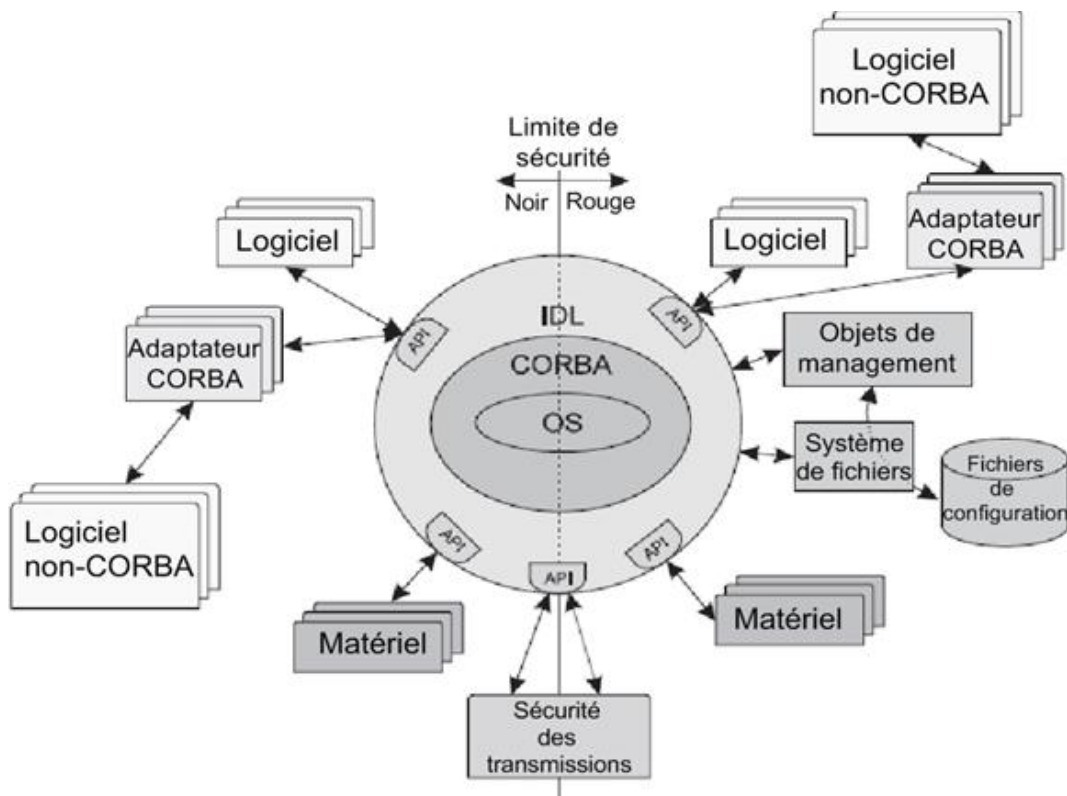 Logiciel
non-CORBA
Limite de
sécurité
Noir
Rouge
Logiciel
Logiciel
Adaptateur
CORBA
Adaptateur
CORBA
API
IDL
API
Objets de
management
CORBA
OS
Système
de fichiers
Fichiers
de
configuration
Logiciel
non-CORBA
API
API
API
Matériel
Matériel
Sécurité
des
transmissions